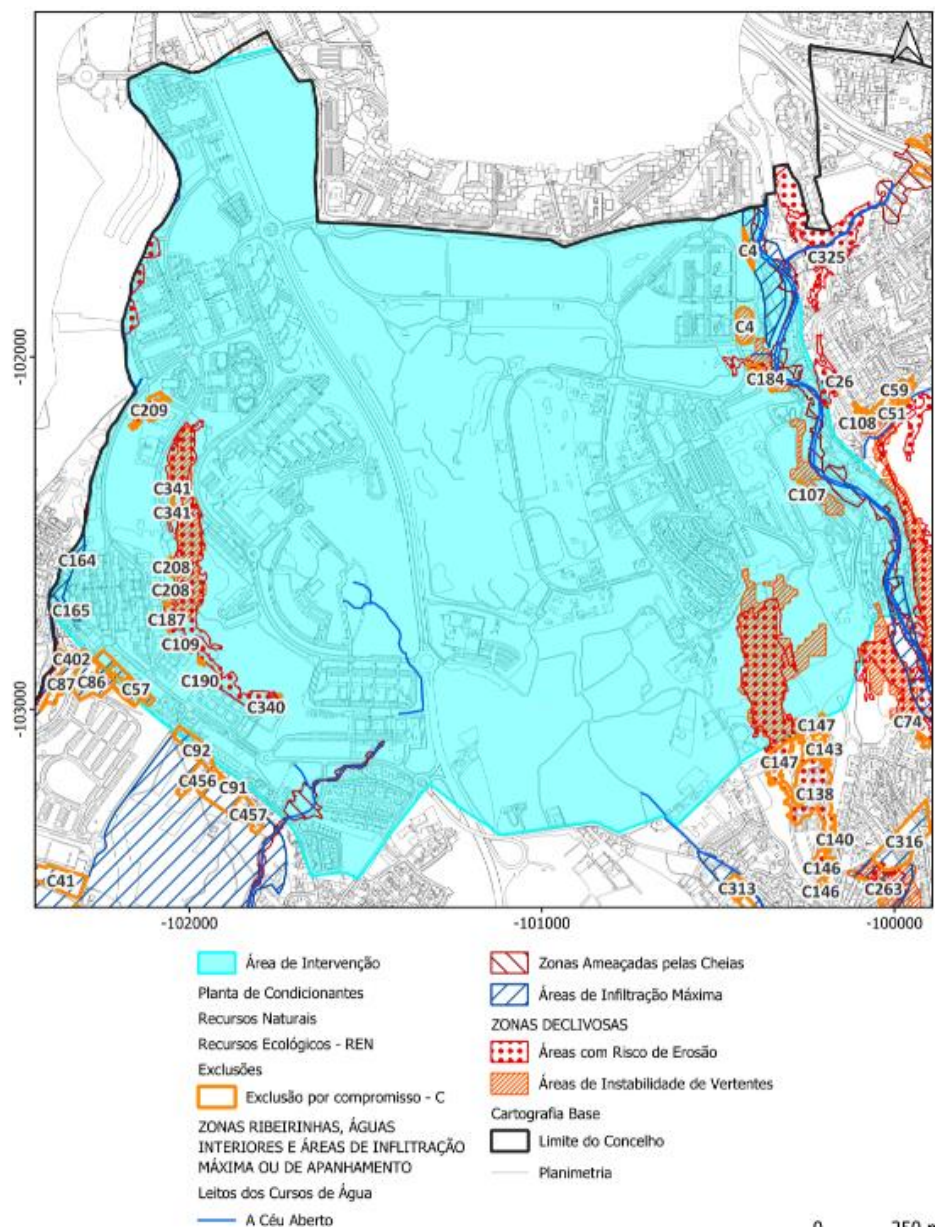 C4
C325
C4
C184
C26
C59
C51
C108
C209
C107
C341
C341
C164
C208
C165
C208
C187
C109
C402
C190
C87
C86
C57
C340
C74
C147
C92
C143
C147
C456
C91
C138
C457
C140
C316
C146
C41
C313
C146
C263
-102000
-103000
-102000
-101000
-100000
Área de Intervenção
Planta de Condicionantes
Recursos Naturais
Recursos Ecológicos - REN
Exclusões
Exclusão por compromisso - C
ZONAS RIBEIRINHAS, ÁGUAS
INTERIORES E ÁREAS DE INFLITRAÇÃO
MÁXIMA OU DE APANHAMENTO
Leitos dos Cursos de Água
A Céu Aberto
Zonas Ameaçadas pelas Cheias
Áreas de Infiltração Máxima
ZONAS DECLIVOSAS
Áreas com Risco de Erosão
Áreas de Instabilidade de Vertentes
Cartografia Base
Limite do Concelho
Planimetria